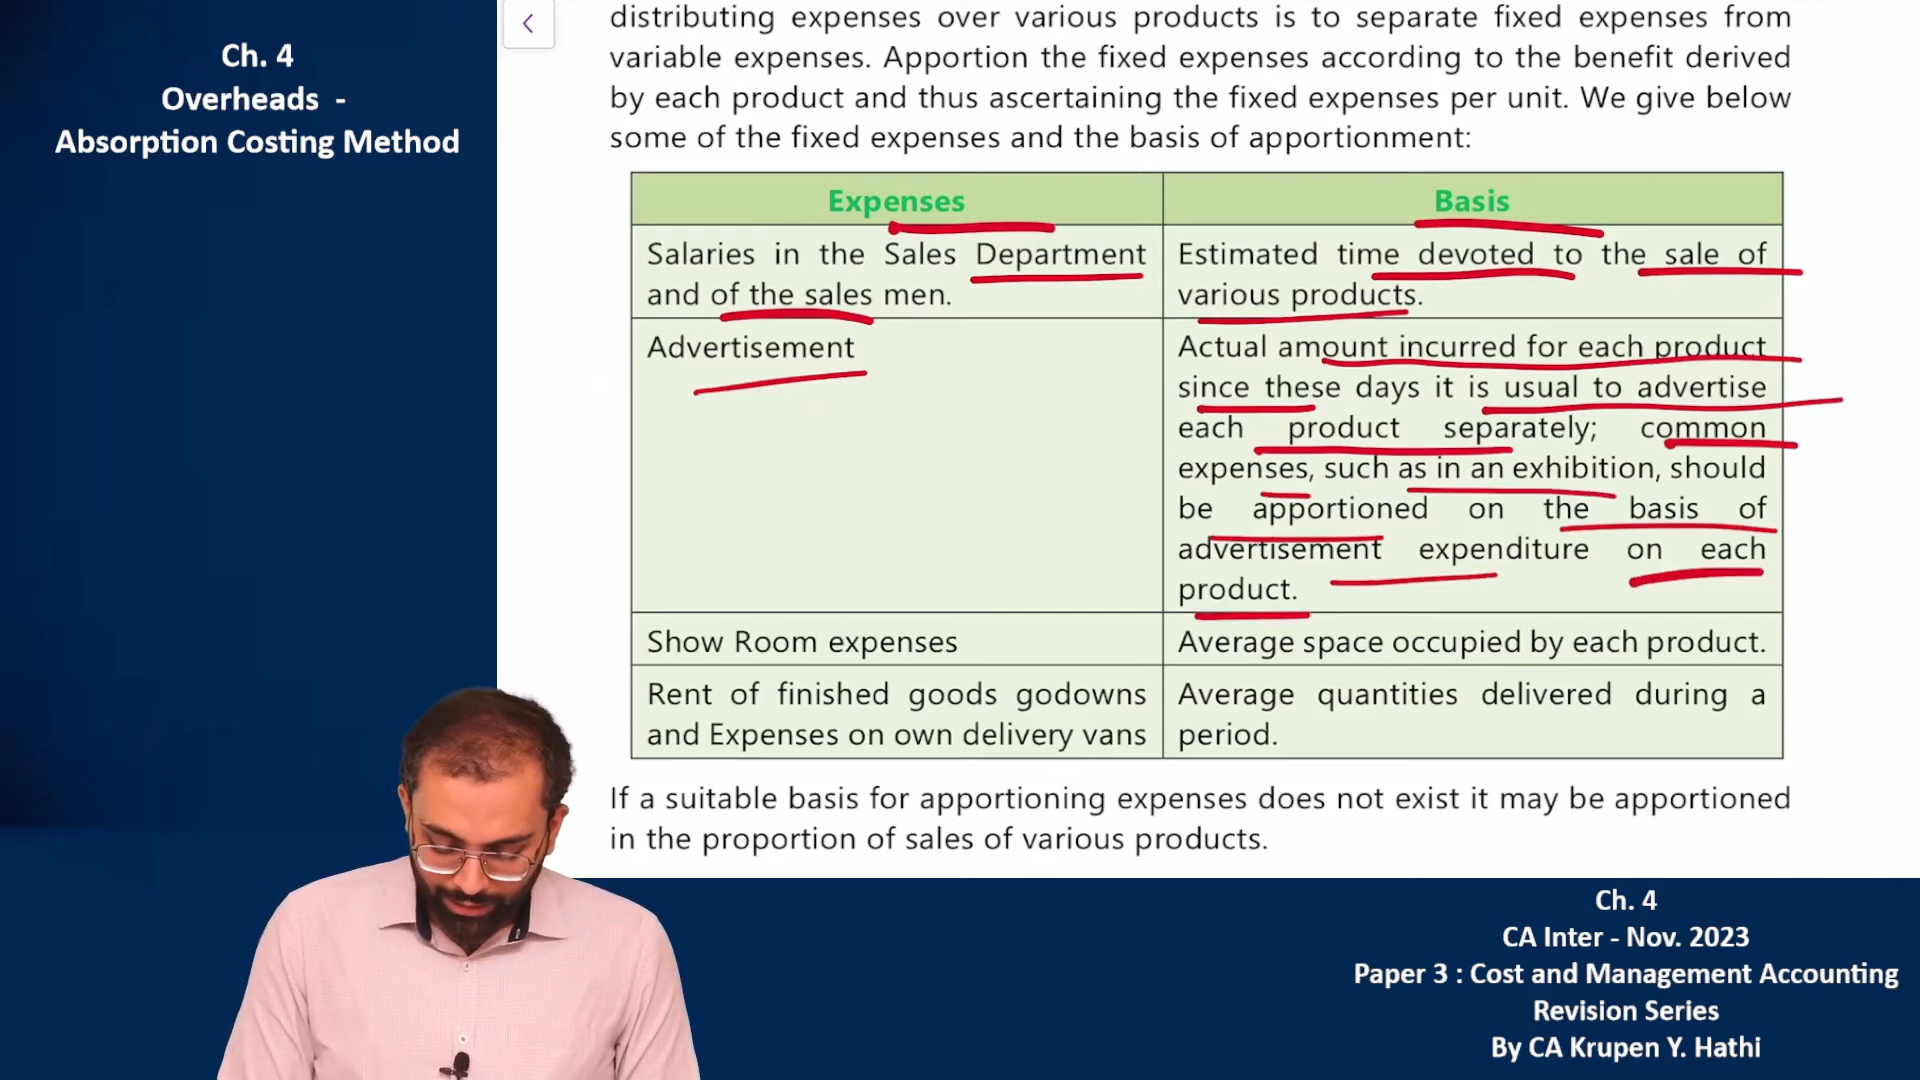 Ch. 4
Overheads -
Absorption Costing Method
distributing expenses over various products is to separate fixed expenses from
variable expenses. Apportion the fixed expenses according to the benefit derived
by each product and thus ascertaining the fixed expenses per unit. We give below
some of the fixed expenses and the basis of apportionment:
Expenses
Basis
Salaries in the Sales Department
and of the sales men.
Estimated time devoted to the sale of
various products.
Advertisement
Actual amount incurred for each product
since these days it is usual to advertise
each product separately; common
expenses, such as in an exhibition, should
be apportioned on the basis of
advertisement expenditure on each
product.
Show Room expenses
Average space occupied by each product.
Rent of finished goods godowns
and Expenses on own delivery vans
Average quantities delivered during a
period.
If a suitable basis for apportioning expenses does not exist it may be apportioned
in the proportion of sales of various products.
Ch. 4
CA Inter - Nov. 2023
Paper 3 : Cost and Management Accounting
Revision Series
By CA Krupen Y. Hathi